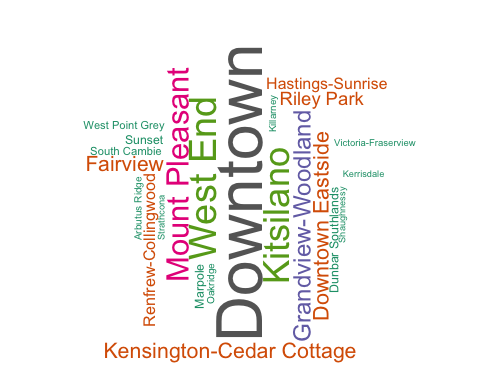 Downtown
Hastings-Sunrise
Riley Park
Mount Pleasant
West End
Killarney
West Point Grey
Sunset
South Cambie
Fairview
Victoria-Fraserview
Kerrisdale
Kitsilano
Grandview-Woodland
Downtown Eastside
Dunbar Southlands
Shaughnessy
Arbutus Ridge
Renfrew-Collingwood
Strathcona
Marpole
Oakridge
Kensington-Cedar Cottage